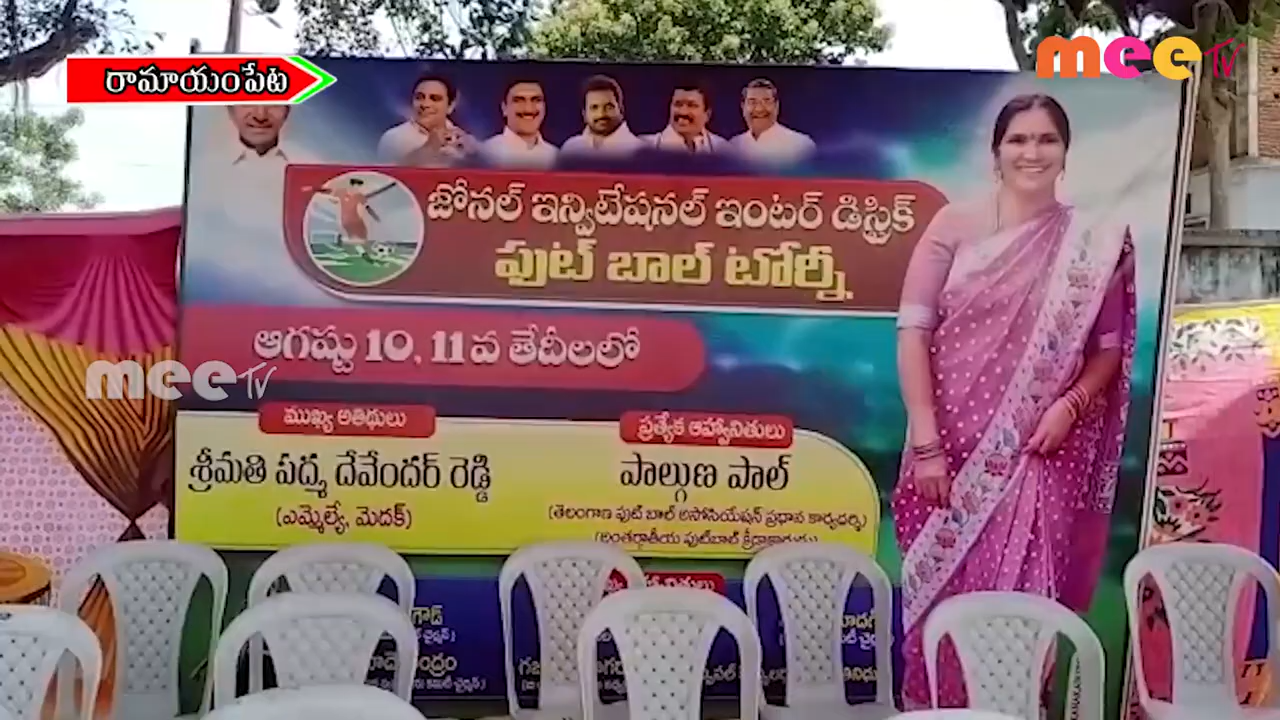 రామాయంపేట
mee TV
జోనల్ ఇన్విటేషనల్ ఇంటర్ డిస్ట్రిక్
ఫుట్ బాల్ టోర్నీ
ఆగష్టు 10, 11వ తేదీలలో
mee TV
ముఖ్య అతిథులు
శ్రీమతి పద్మ దేవేందర్ రెడ్డి
(ఎమ్మెల్యే, మెదక్)
ప్రత్యేక ఆహ్వానితులు
పాల్గుణ పాల్
(తెలంగాణ ఫుట్ బాల్ అసోసియేషన్ ప్రధాన కార్యదర్శి)